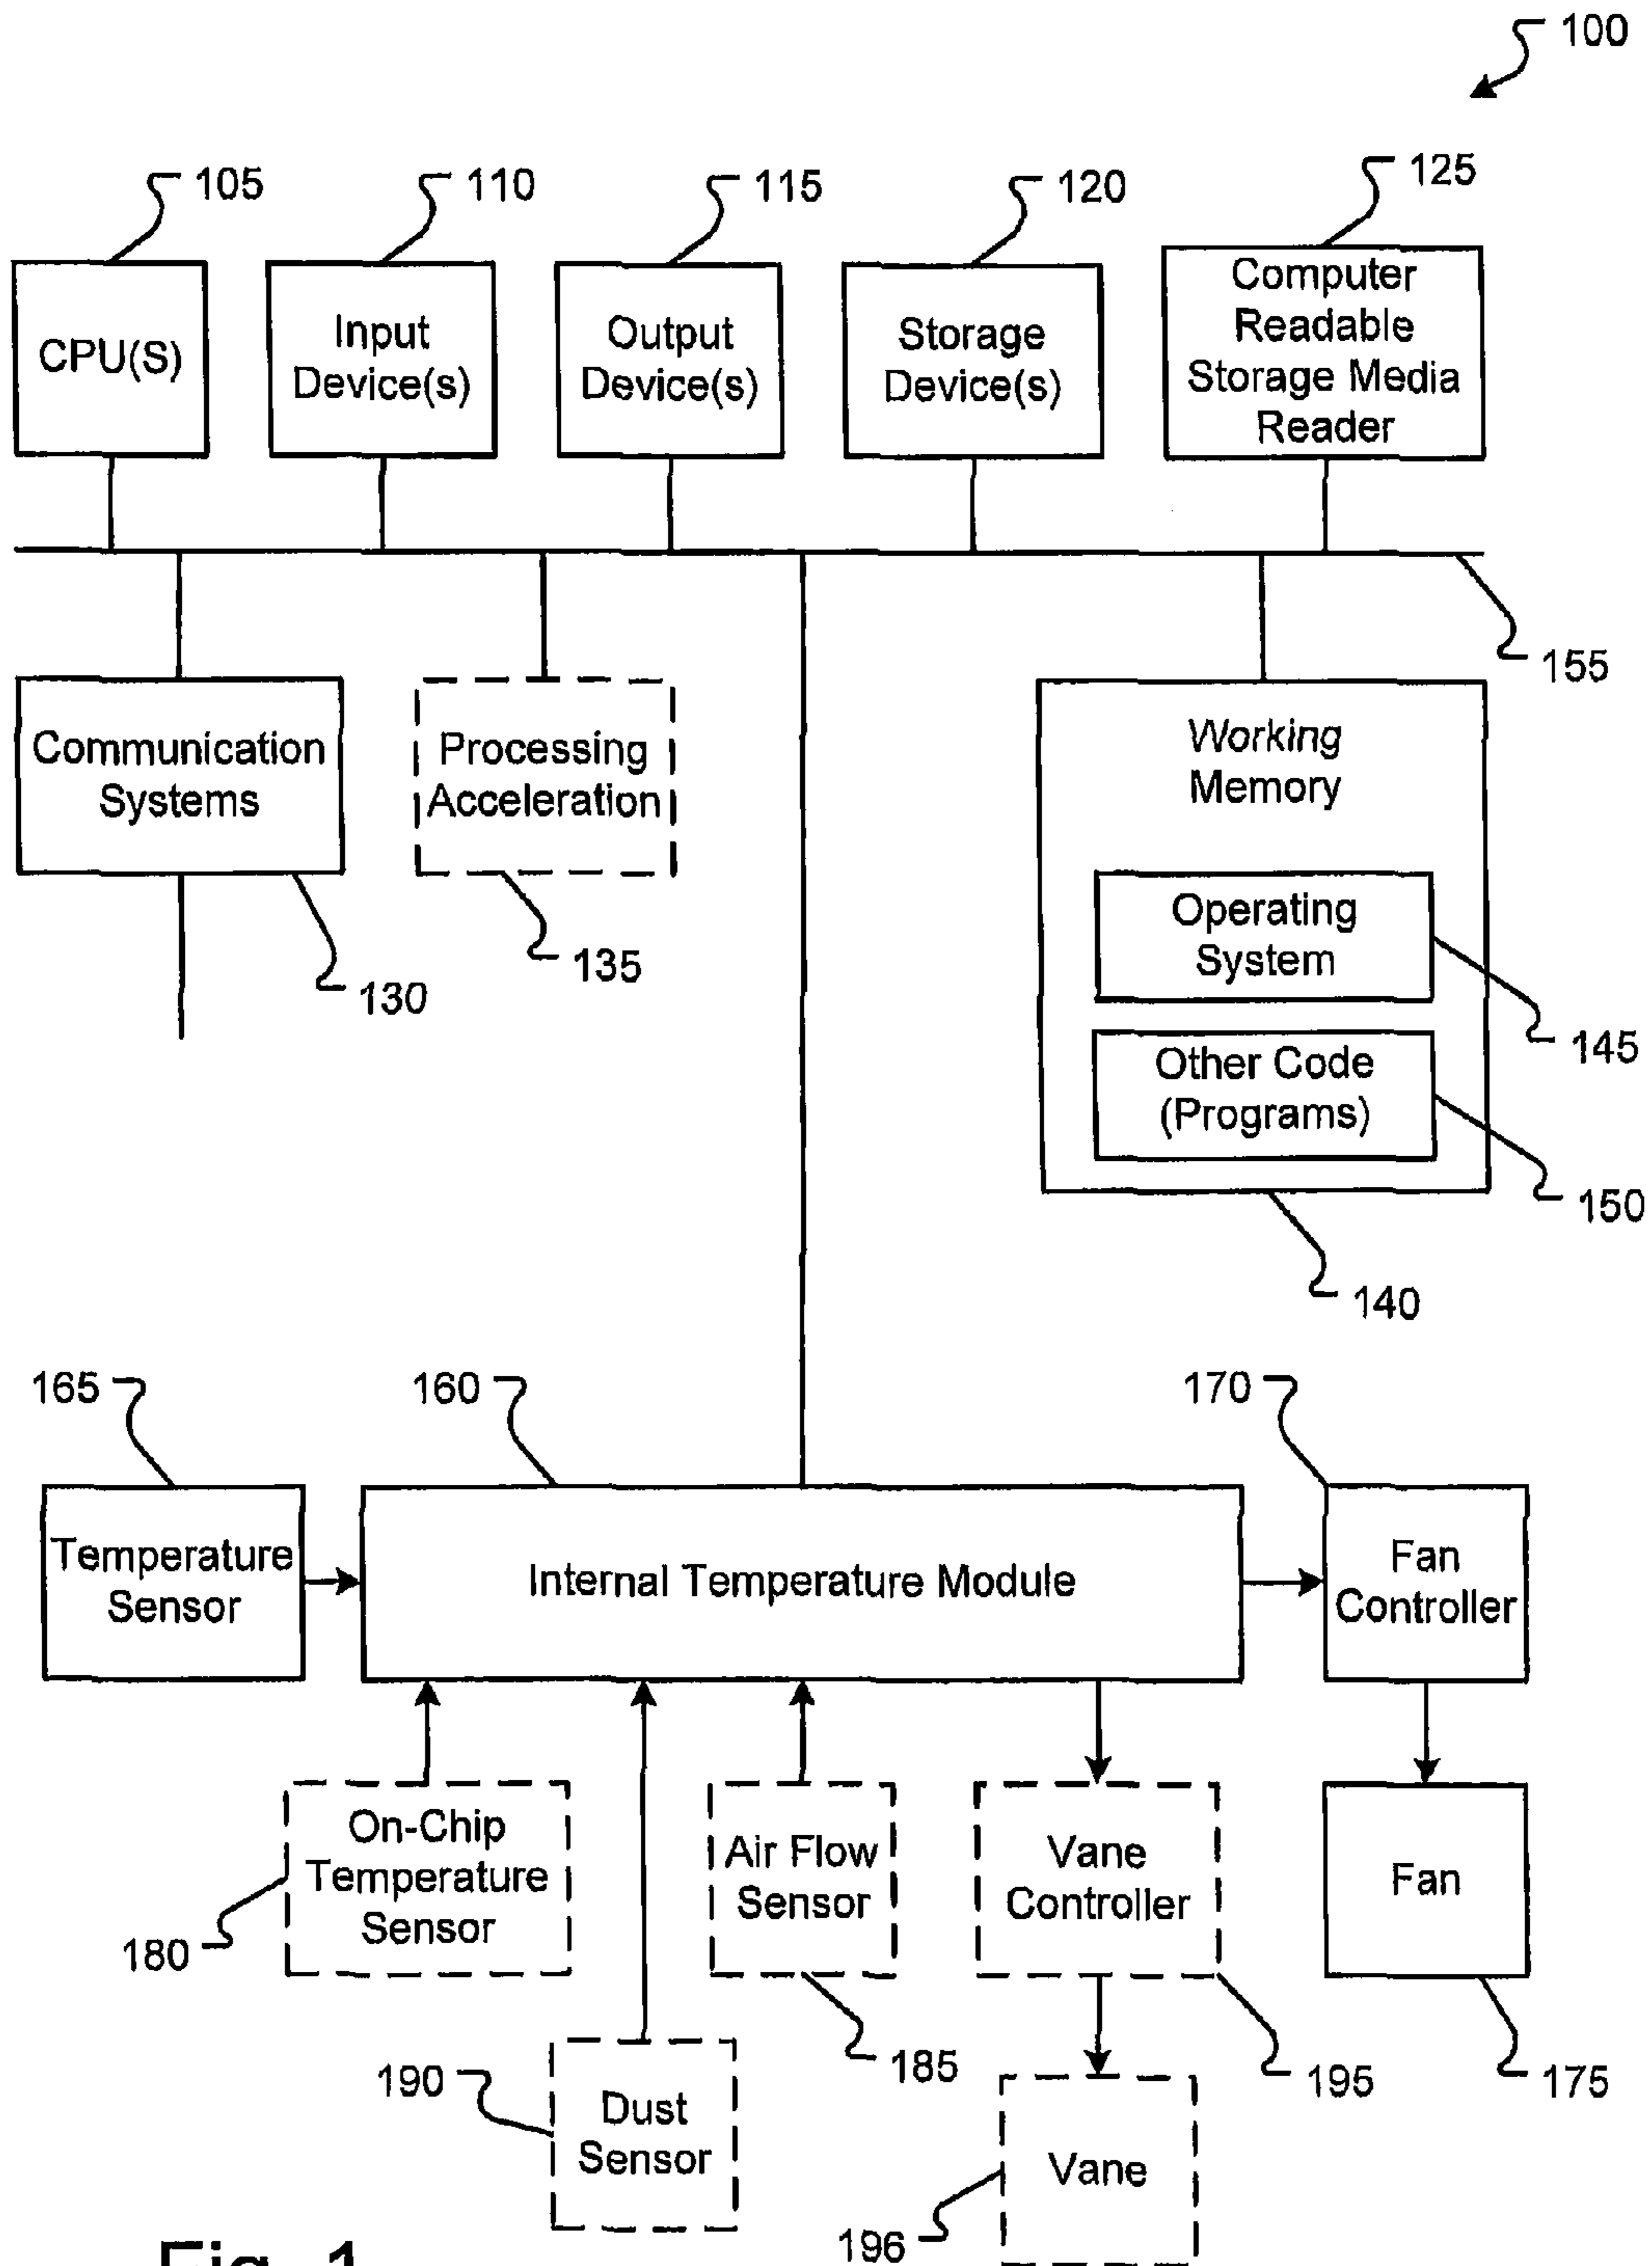 100
105
110
115
120
125
CPU(S)
Input
Device(s)
Output
Device(s)
Storage
Device(s)
Computer
Readable
Storage Media
Reader
155
Communication
Systems
130
Processing
Acceleration
135
Working
Memory
Operating
System
145
Other Code
(Programs)
150
140
165
160
170
Temperature
Sensor
Internal Temperature Module
Fan
Controller
On-Chip
Temperature
Sensor
180
Air Flow
Sensor
185
Vane
Controller
195
Fan
175
190
Dust
Sensor
Vane
196
Fig. 1